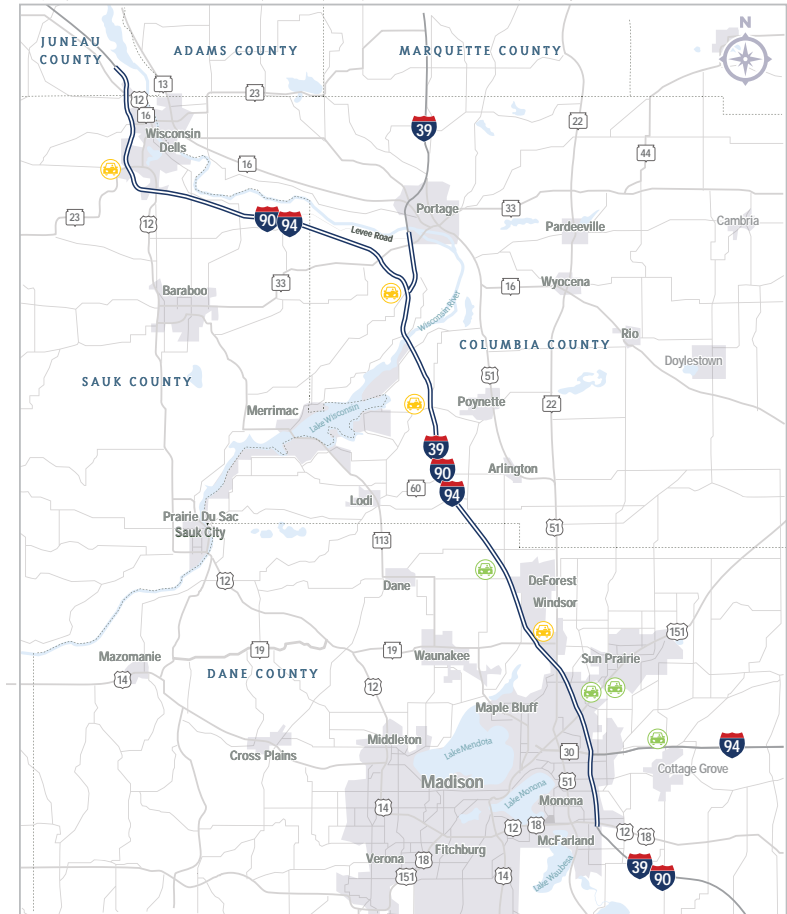 JUNEAU
COUNTY
ADAMS COUNTY
MARQUETTE COUNTY
N
13
12
16
23
39
22
44
Wisconsin
Dells
16
Portage
33
Pardeeville
Cambria
23
12
90
94
Levee Road
Baraboo
33
16
Wyocena
Wisconsin River
Rio
COLUMBIA COUNTY
Doylestown
SAUK COUNTY
51
Merrimac
Lake Wisconsin
Poynette
22
39
90
94
Arlington
60
Lodi
Prairie Du Sac
Sauk City
51
113
Dane
DeForest
Windsor
12
151
Mazomanie
14
19
19
Waunakee
Sun Prairie
DANE COUNTY
12
Maple Bluff
Middleton
Cross Plains
Lake Mendota
30
94
Cottage Grove
Madison
51
Lake Monona
Monona
14
12
18
McFarland
12
18
Verona
18
Fitchburg
151
14
Lake Waubesa
39
90